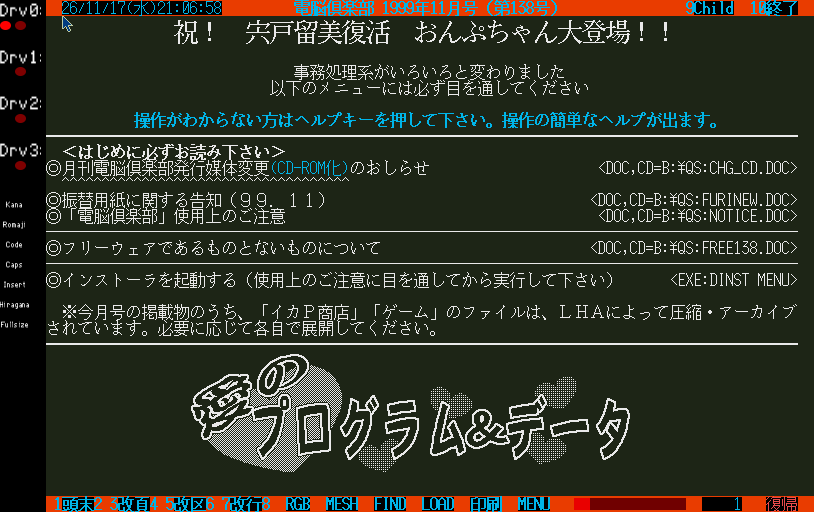 Drv0:
Drv1:
Drv2:
Drv3:
Kana
Romaji
Code
Caps
Insert
Hiragana
Fullsize
26/11/17(水)21:06:58 電脳倶楽部 1999年11月号 (第138号) 9Child 10終了
祝！ 宍戸留美復活 おんぷちゃん大登場！！
事務処理系がいろいろと変わりました
以下のメニューには必ず目を通してください
操作がわからない方はヘルプキーを押して下さい。操作の簡単なヘルプが出ます。
＜はじめに必ずお読み下さい＞
◎月刊電脳倶楽部発行媒体変更(CD-ROM化)のおしらせ <DOC,CD=B:¥QS:CHG_CD.DOC>
◎振替用紙に関する告知（９９．１１） <DOC,CD=B:¥QS:FURINEW.DOC>
◎「電脳倶楽部」使用上のご注意 <DOC,CD=B:¥QS:NOTICE.DOC>
◎フリーウェアであるものとないものについて <DOC,CD=B:¥QS:FREE138.DOC>
◎インストーラを起動する（使用上のご注意に目を通してから実行して下さい） <EXE:DINST MENU>
※今月号の掲載物のうち、「イカＰ商店」「ゲーム」のファイルは、ＬＨＡによって圧縮・アーカイブ
されています。必要に応じて各自で展開してください。
愛のプログラム&データ
1頭末2 3改頁4 5改区6 7改行8 RGB MESH FIND LOAD 印刷 MENU 1 復帰